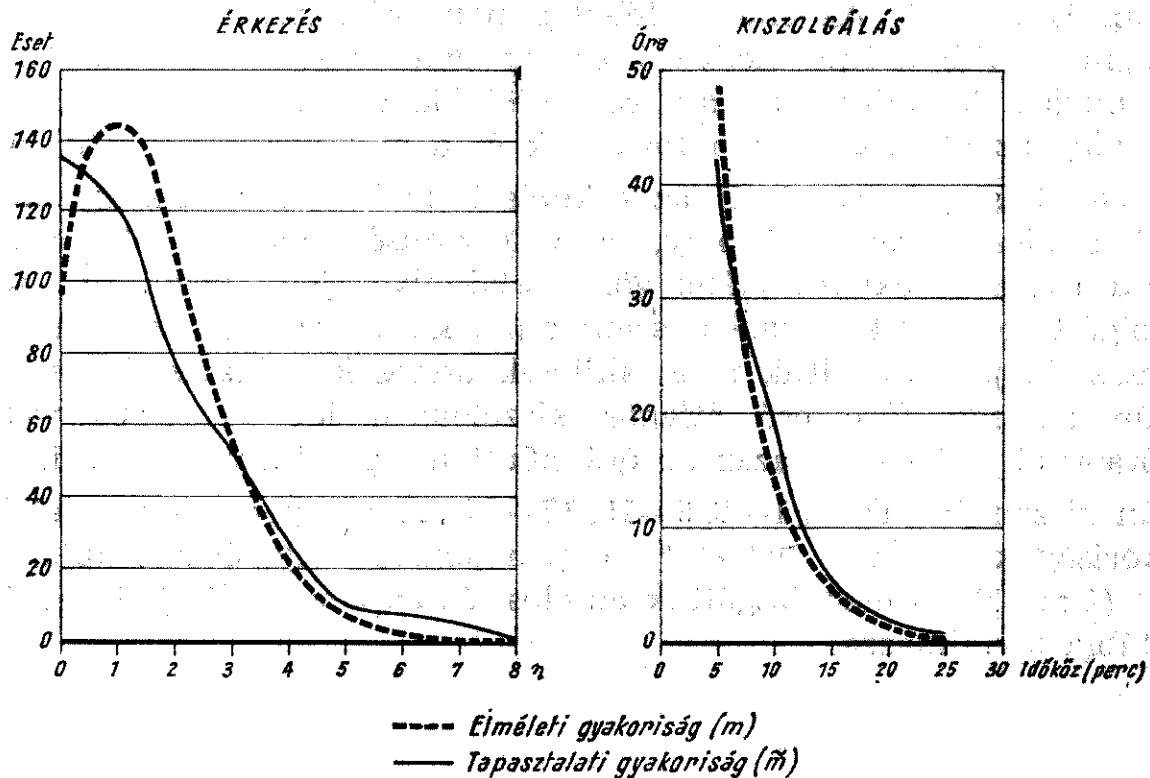 ÉRKEZÉS
Eset
160
140
120
100
80
60
40
20
0
0 1 2 3 4 5 6 7 8 η
KISZOLGÁLÁS
Óra
50
40
30
20
10
0
0 5 10 15 20 25 30 Időköz (perc)
Elméleti gyakoriság (m)
Tapasztalati gyakoriság (m̃)